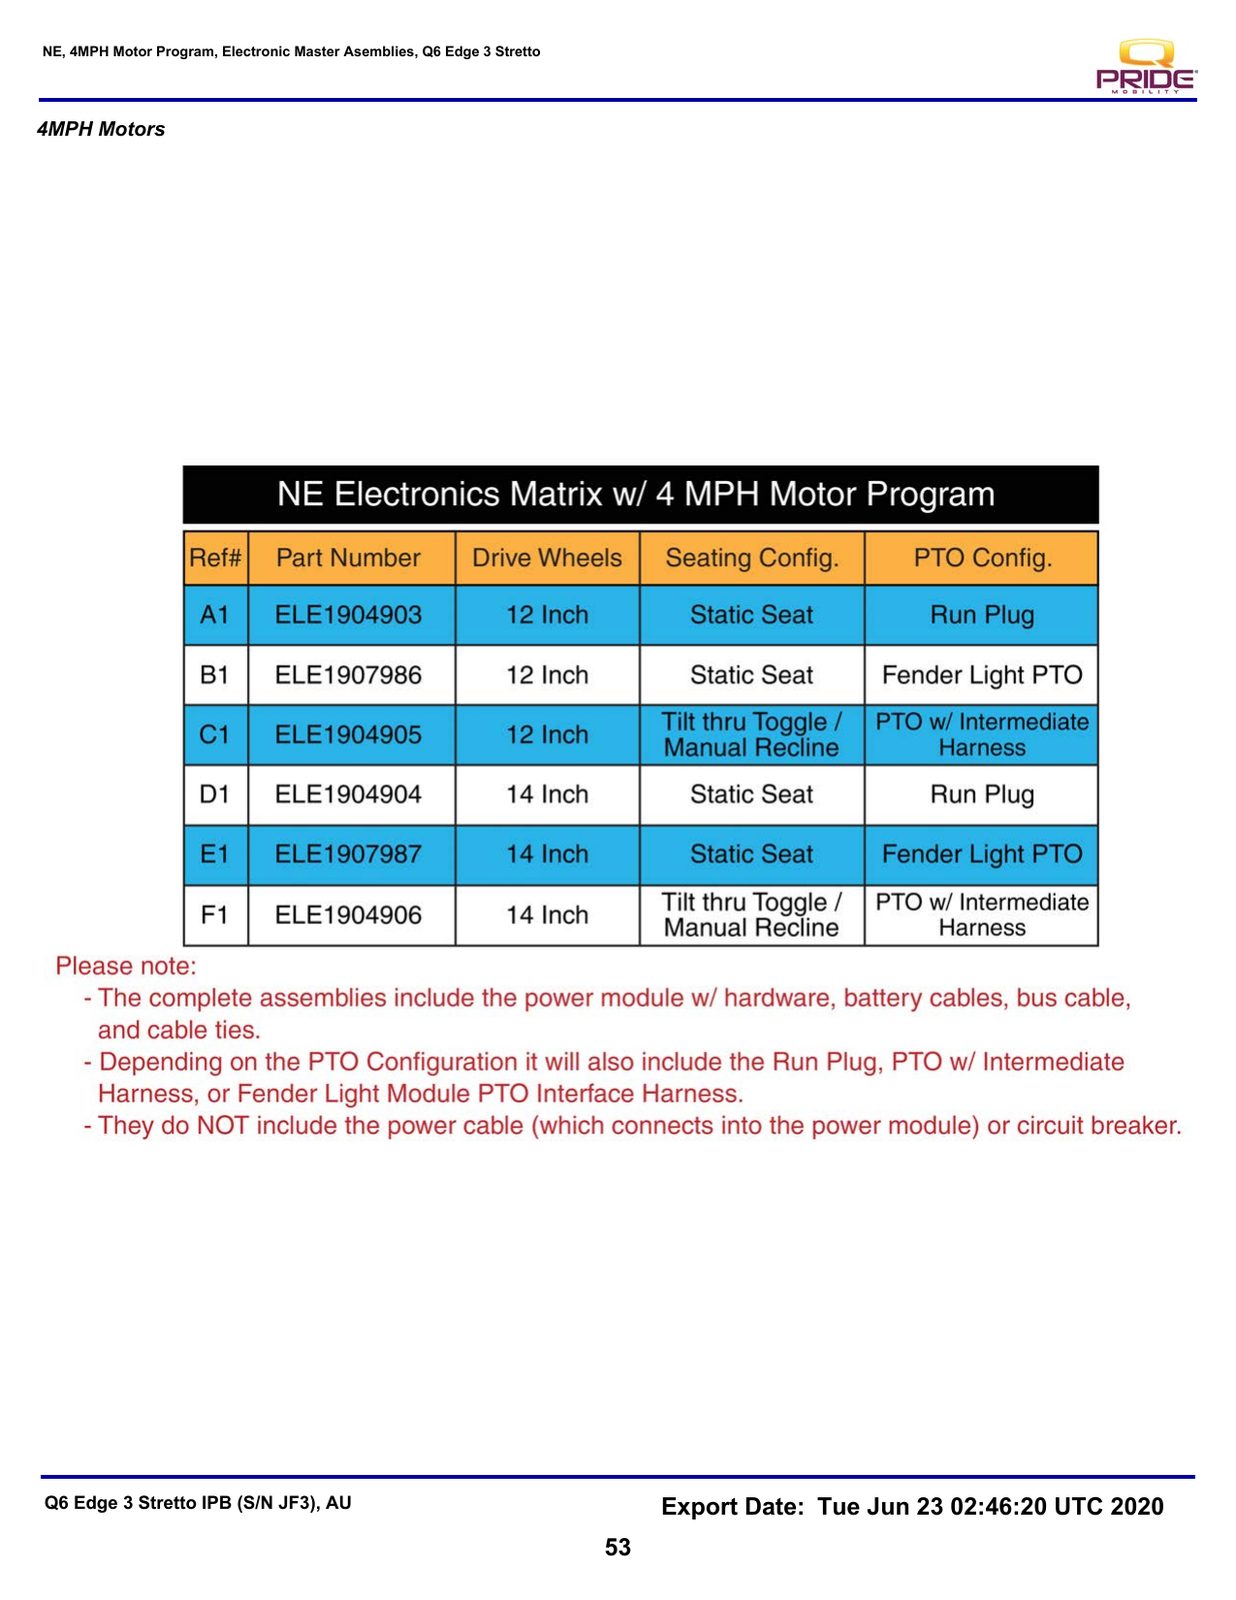 NE, 4MPH Motor Program, Electronic Master Asemblies, Q6 Edge 3 Stretto
Q
PRIDE
MOBILITY
4MPH Motors
NE Electronics Matrix w/ 4 MPH Motor Program
Ref# Part Number Drive Wheels Seating Config. PTO Config.
A1 ELE1904903 12 Inch Static Seat Run Plug
B1 ELE1907986 12 Inch Static Seat Fender Light PTO
C1 ELE1904905 12 Inch Tilt thru Toggle / Manual Recline PTO w/ Intermediate Harness
D1 ELE1904904 14 Inch Static Seat Run Plug
E1 ELE1907987 14 Inch Static Seat Fender Light PTO
F1 ELE1904906 14 Inch Tilt thru Toggle / Manual Recline PTO w/ Intermediate Harness
Please note:
- The complete assemblies include the power module w/ hardware, battery cables, bus cable,
and cable ties.
- Depending on the PTO Configuration it will also include the Run Plug, PTO w/ Intermediate
Harness, or Fender Light Module PTO Interface Harness.
- They do NOT include the power cable (which connects into the power module) or circuit breaker.
Q6 Edge 3 Stretto IPB (S/N JF3), AU
Export Date: Tue Jun 23 02:46:20 UTC 2020
53